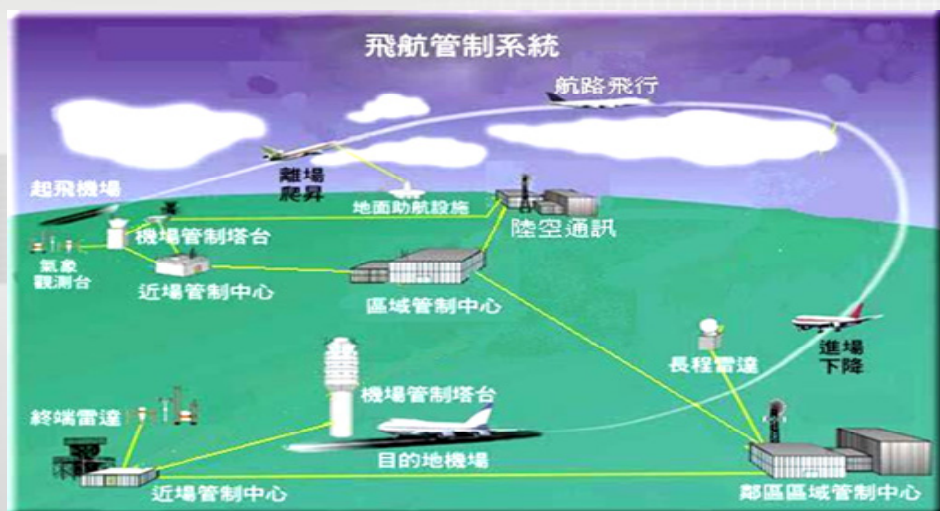 飛航管制系統
航路飛行
離場
爬昇
起飛機場
地面助航設施
陸空通訊
機場管制塔台
氣象
觀測台
近場管制中心
區域管制中心
進場
下降
長程雷達
機場管制塔台
終端雷達
目的地機場
近場管制中心
鄰區區域管制中心